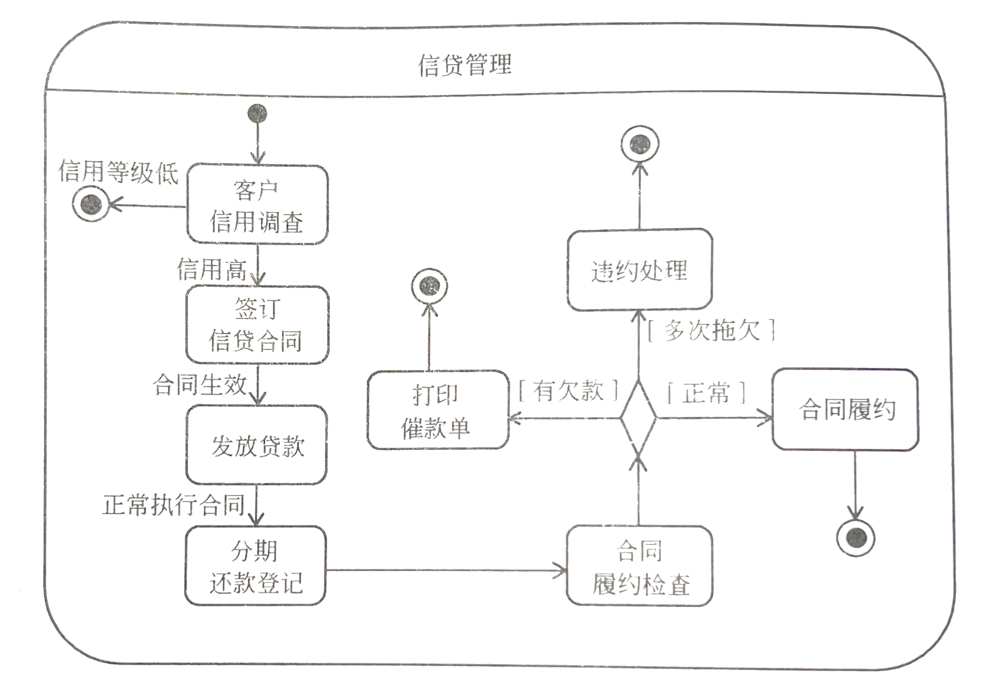 信贷管理
信用等级低
客户
信用调查
信用高
签订
信贷合同
合同生效
发放贷款
正常执行合同
分期
还款登记
违约处理
[多次拖欠]
打印
催款单
[有欠款]
[正常]
合同履约
合同
履约检查